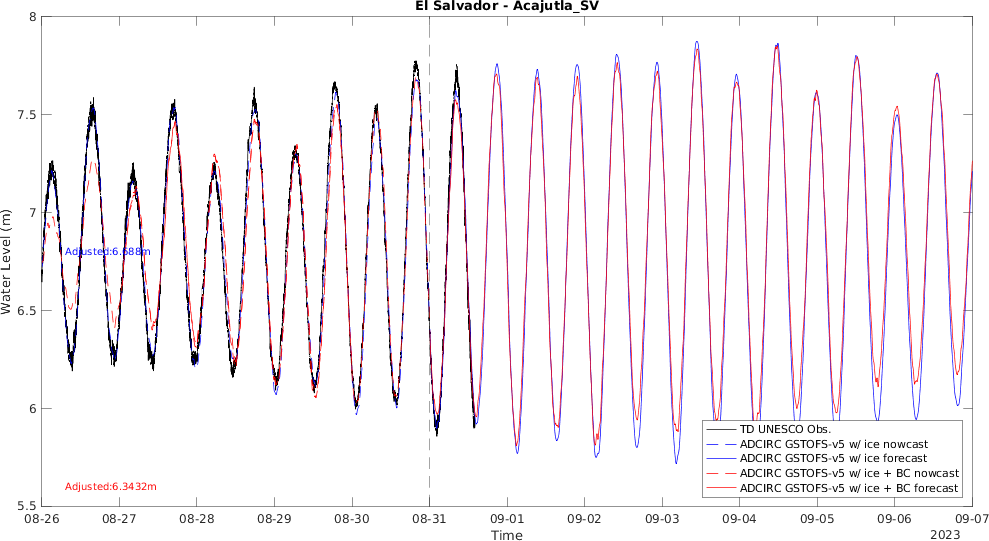 El Salvador - Acajutla_SV
8
7.5
7
6.5
6
5.5
Water Level (m)
Adjusted:6.688m
Adjusted:6.3432m
TD UNESCO Obs.
ADCIRC GSTOFS-v5 w/ ice nowcast
ADCIRC GSTOFS-v5 w/ ice forecast
ADCIRC GSTOFS-v5 w/ ice + BC nowcast
ADCIRC GSTOFS-v5 w/ ice + BC forecast
08-26 08-27 08-28 08-29 08-30 08-31 09-01 09-02 09-03 09-04 09-05 09-06 09-07
Time
2023